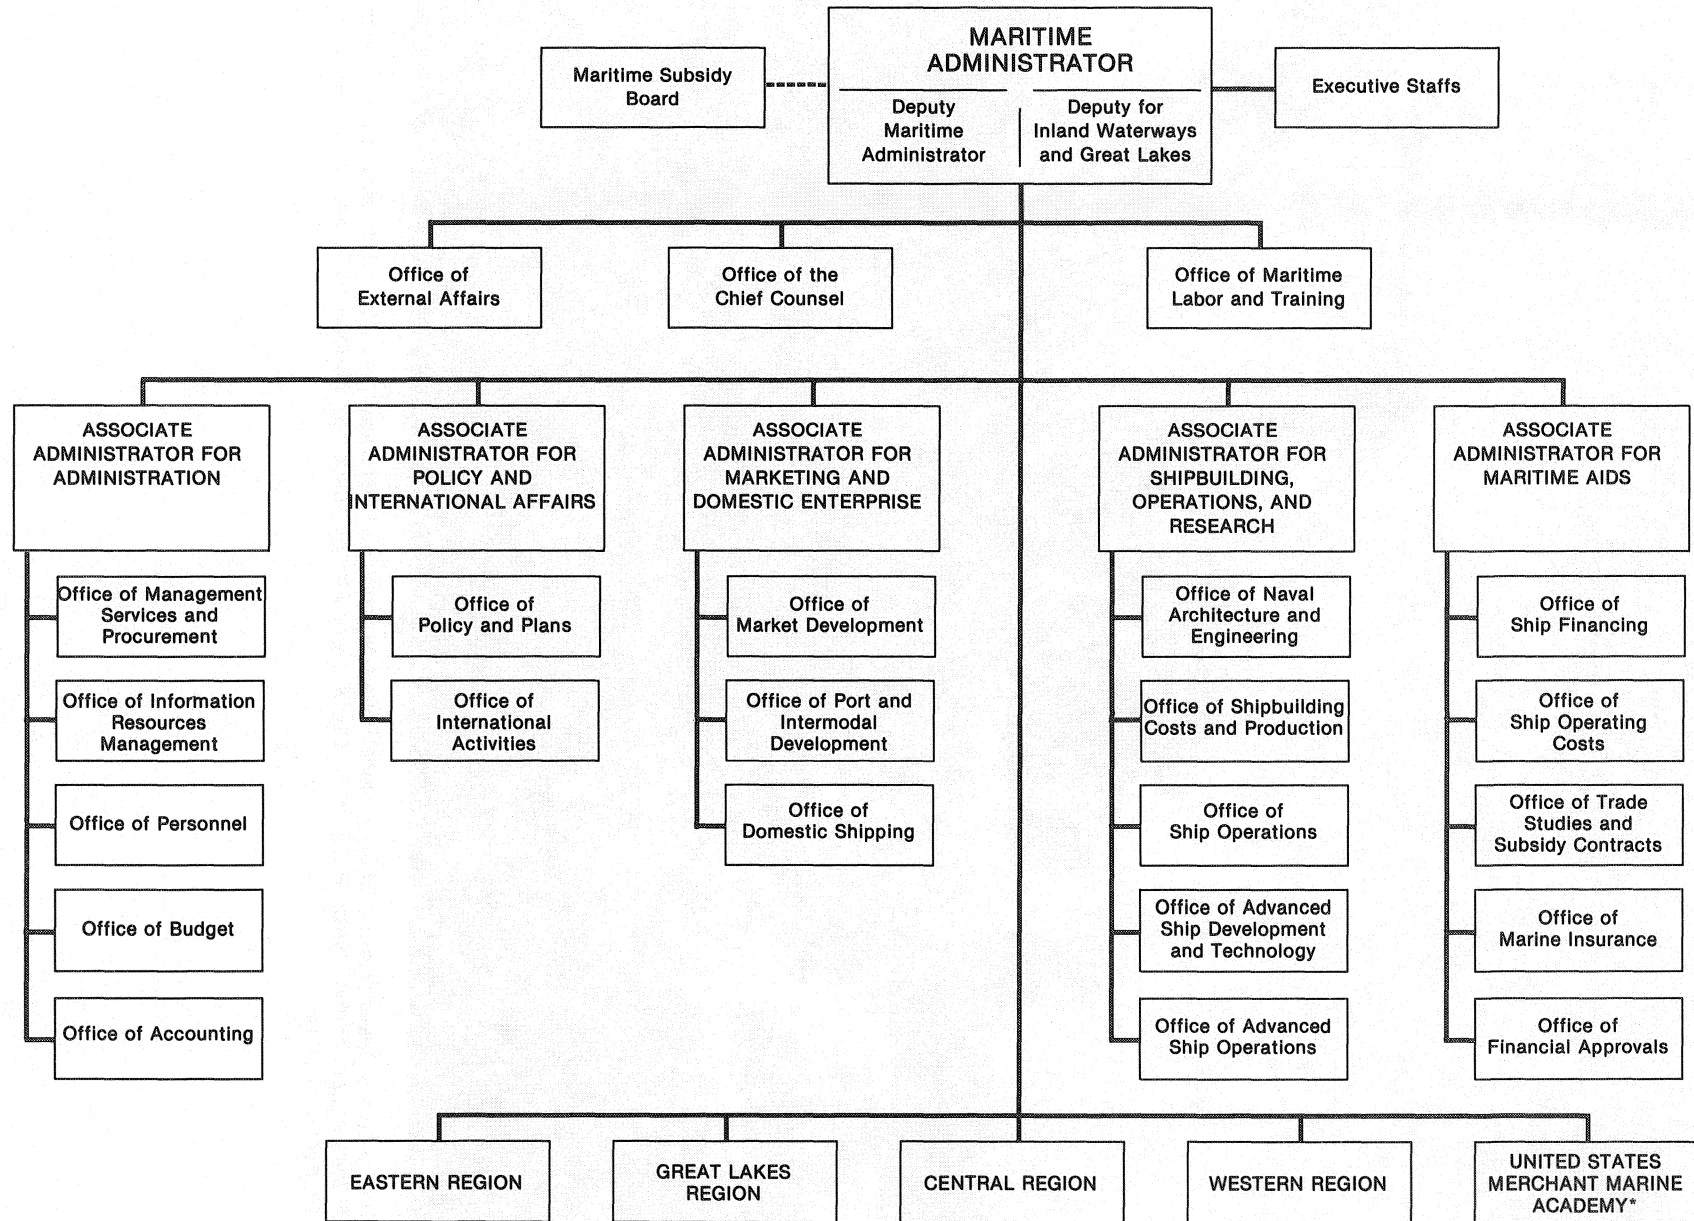 MARITIME
ADMINISTRATOR
Deputy
Maritime
Administrator
Deputy for
Inland Waterways
and Great Lakes
Maritime Subsidy
Board
Executive Staffs
Office of
External Affairs
Office of the
Chief Counsel
Office of Maritime
Labor and Training
ASSOCIATE
ADMINISTRATOR FOR
ADMINISTRATION
Office of Management
Services and
Procurement
Office of Information
Resources
Management
Office of Personnel
Office of Budget
Office of Accounting
ASSOCIATE
ADMINISTRATOR FOR
POLICY AND
INTERNATIONAL AFFAIRS
Office of
Policy and Plans
Office of
International
Activities
ASSOCIATE
ADMINISTRATOR FOR
MARKETING AND
DOMESTIC ENTERPRISE
Office of
Market Development
Office of Port and
Intermodal
Development
Office of
Domestic Shipping
ASSOCIATE
ADMINISTRATOR FOR
SHIPBUILDING,
OPERATIONS, AND
RESEARCH
Office of Naval
Architecture and
Engineering
Office of Shipbuilding
Costs and Production
Office of
Ship Operations
Office of Advanced
Ship Development
and Technology
Office of Advanced
Ship Operations
ASSOCIATE
ADMINISTRATOR FOR
MARITIME AIDS
Office of
Ship Financing
Office of
Ship Operating
Costs
Office of Trade
Studies and
Subsidy Contracts
Office of
Marine Insurance
Office of
Financial Approvals
EASTERN REGION
GREAT LAKES
REGION
CENTRAL REGION
WESTERN REGION
UNITED STATES
MERCHANT MARINE
ACADEMY*